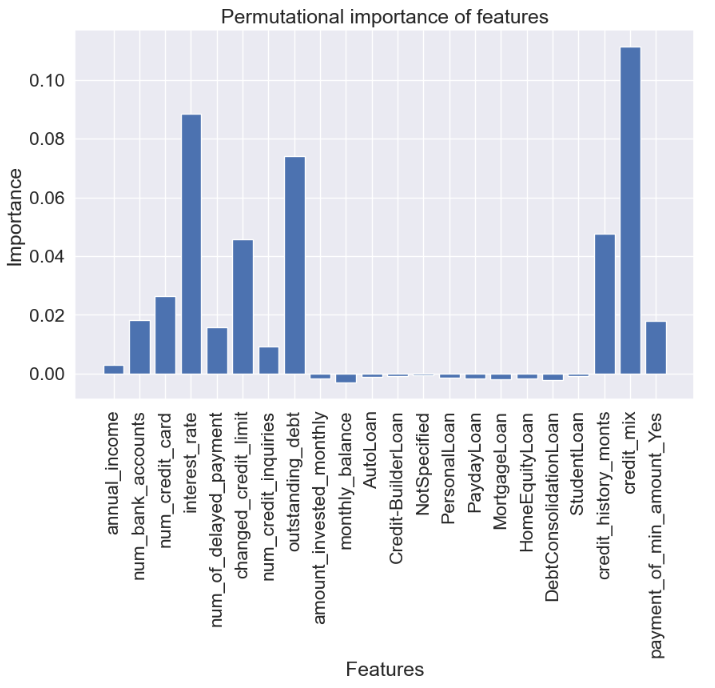 Permutational importance of features
Importance
0.10
0.08
0.06
0.04
0.02
0.00
annual_income
num_bank_accounts
num_credit_card
interest_rate
num_of_delayed_payment
changed_credit_limit
num_credit_inquiries
outstanding_debt
amount_invested_monthly
monthly_balance
AutoLoan
Credit-BuilderLoan
NotSpecified
PersonalLoan
PaydayLoan
MortgageLoan
HomeEquityLoan
DebtConsolidationLoan
StudentLoan
credit_history_monts
credit_mix
payment_of_min_amount_Yes
Features